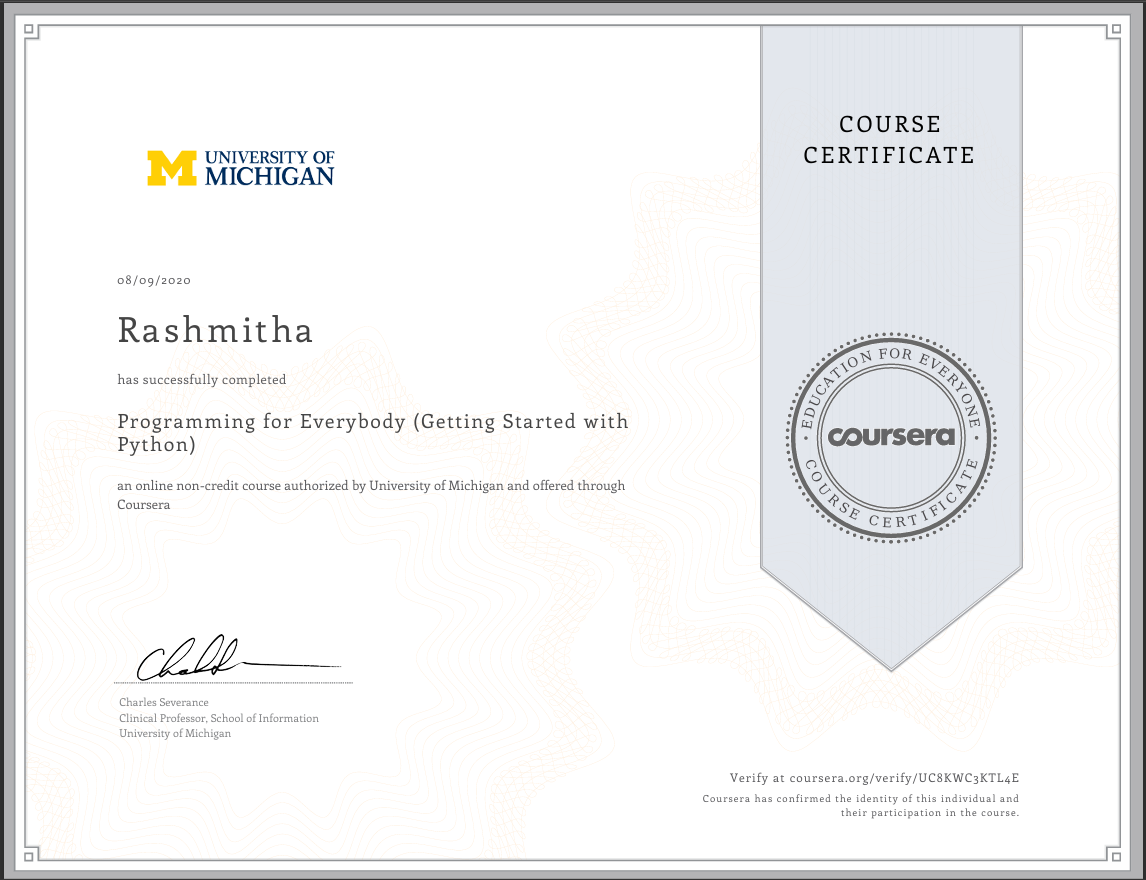 COURSE
CERTIFICATE
UNIVERSITY OF
MICHIGAN
08/09/2020
Rashmitha
has successfully completed
Programming for Everybody (Getting Started with
Python)
an online non-credit course authorized by University of Michigan and offered through
Coursera
EDUCATION FOR EVERYONE
coursera
COURSE CERTIFICATE
Charles Severance
Clinical Professor, School of Information
University of Michigan
Verify at coursera.org/verify/UC8KWC3KTL4E
Coursera has confirmed the identity of this individual and
their participation in the course.